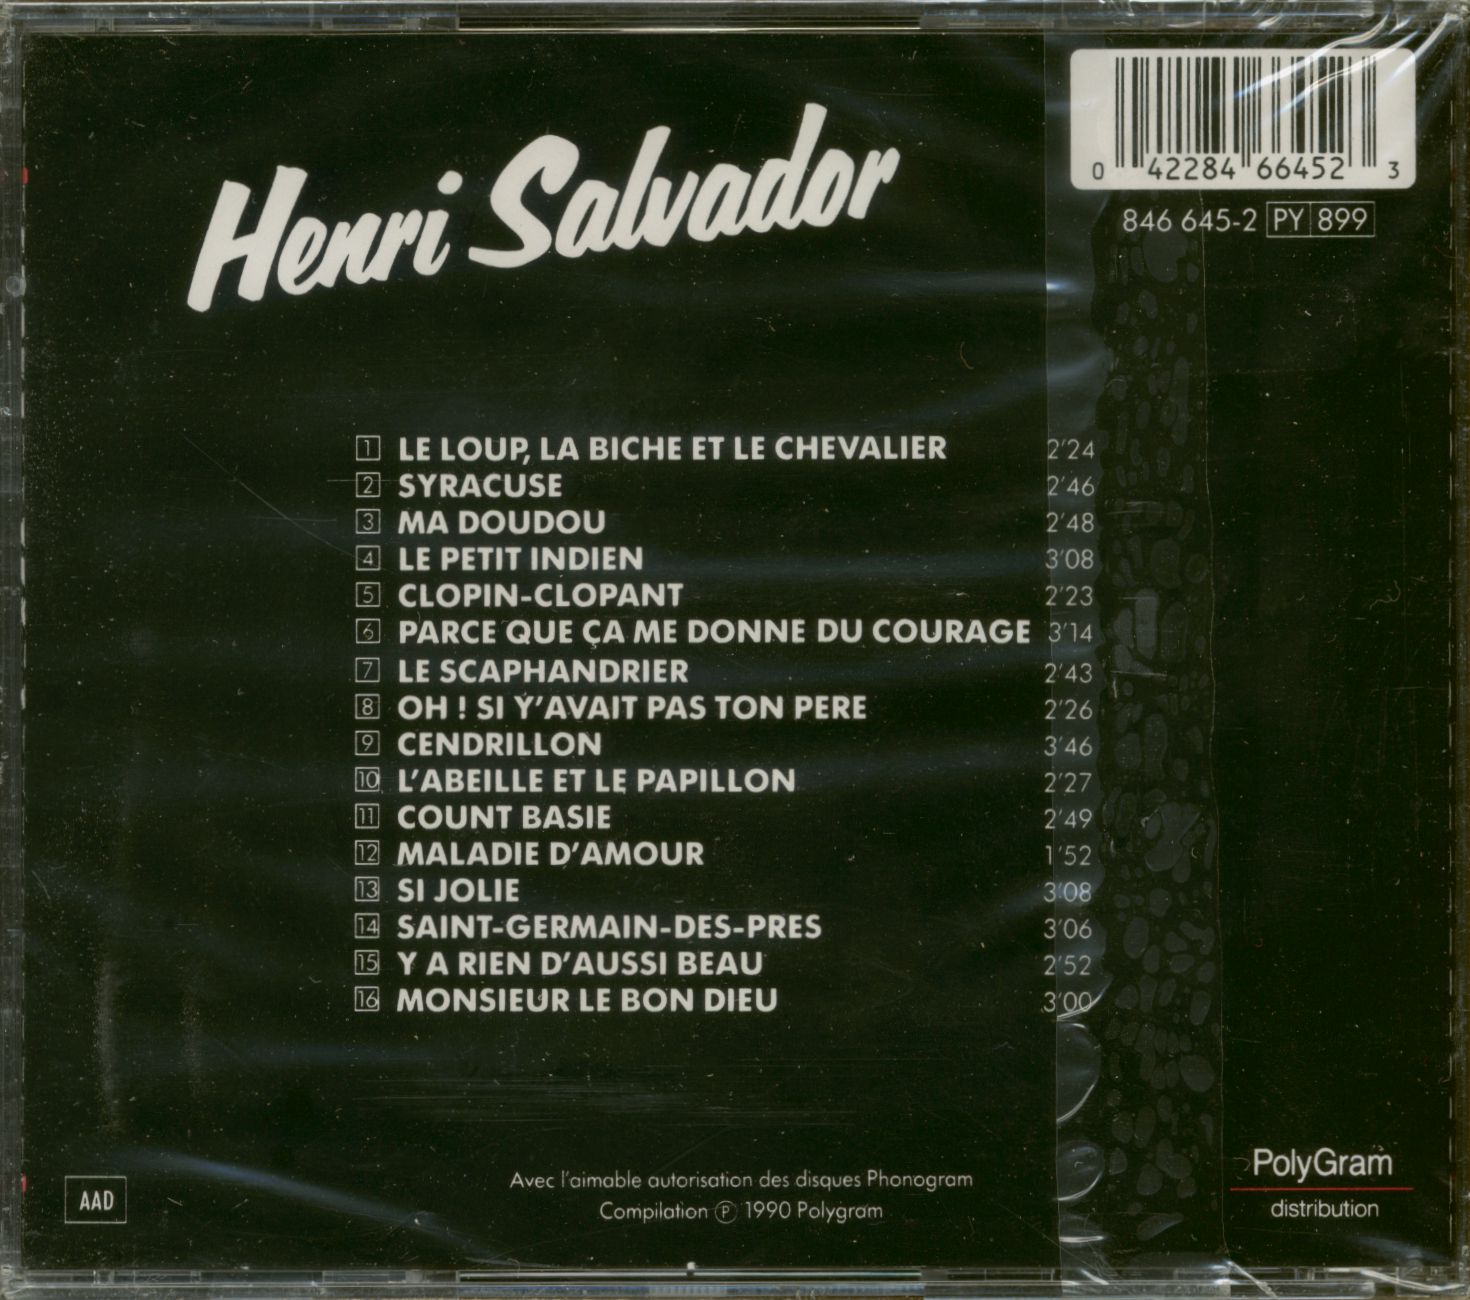 0 42284 66452 3
846 645-2 PY 899
Henri Salvador
1 LE LOUP, LA BICHE ET LE CHEVALIER 2'24
2 SYRACUSE 2'46
3 MA DOUDOU 2'48
4 LE PETIT INDIEN 3'08
5 CLOPIN-CLOPANT 2'23
6 PARCE QUE ÇA ME DONNE DU COURAGE 3'14
7 LE SCAPHANDRIER 2'43
8 OH ! SI Y'AVAIT PAS TON PERE 2'26
9 CENDRILLON 3'46
10 L'ABEILLE ET LE PAPILLON 2'27
11 COUNT BASIE 2'49
12 MALADIE D'AMOUR 1'52
13 SI JOLIE 3'08
14 SAINT-GERMAIN-DES-PRES 3'06
15 Y A RIEN D'AUSSI BEAU 2'52
16 MONSIEUR LE BON DIEU 3'00
AAD
Avec l'aimable autorisation des disques Phonogram
Compilation ℗ 1990 Polygram
PolyGram
distribution